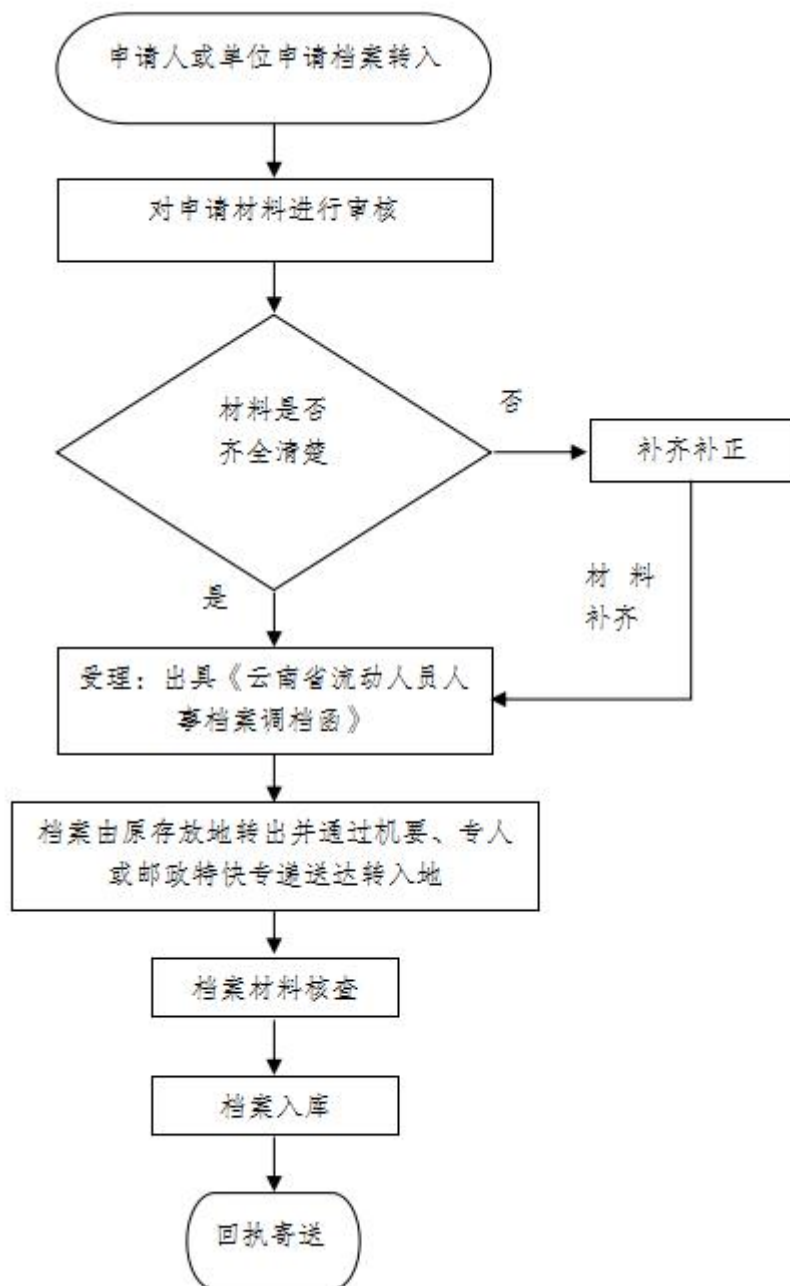 申请人或单位申请档案转入
对申请材料进行审核
材料是否
齐全清楚
否
补齐补正
材 料
补齐
是
受理：出具《云南省流动人员人
事档案调档函》
档案由原存放地转出并通过机要、专人
或邮政特快专递送达转入地
档案材料核查
档案入库
回执寄送